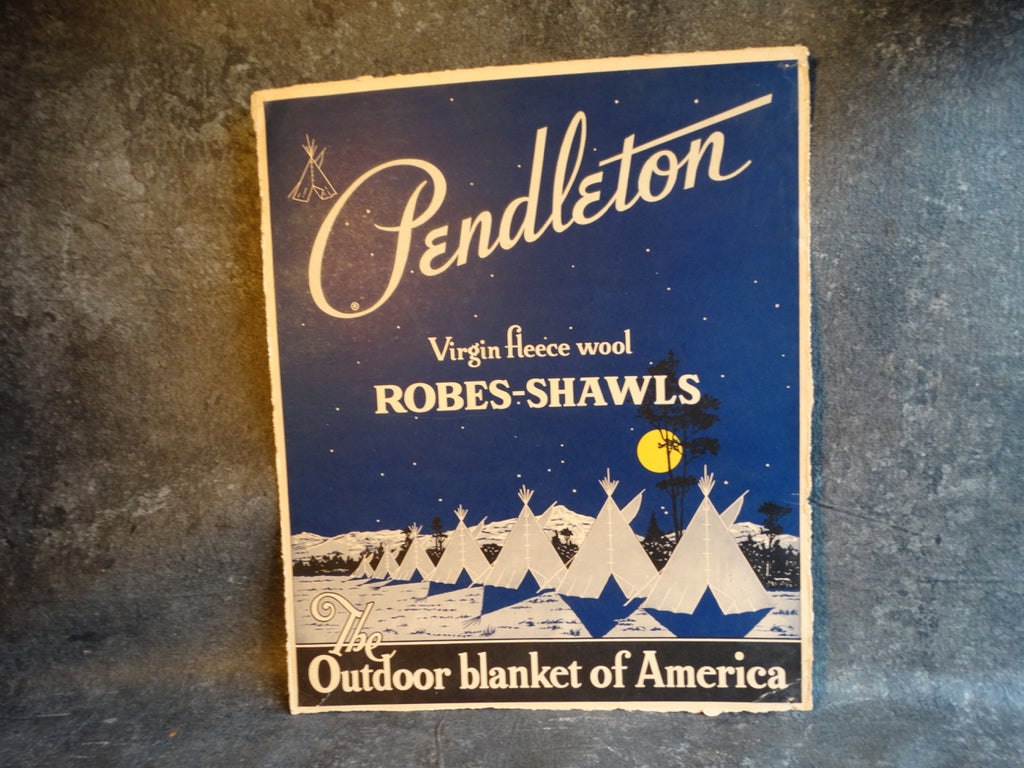 Pendleton
®
Virgin fleece wool
ROBES-SHAWLS
The
Outdoor blanket of America